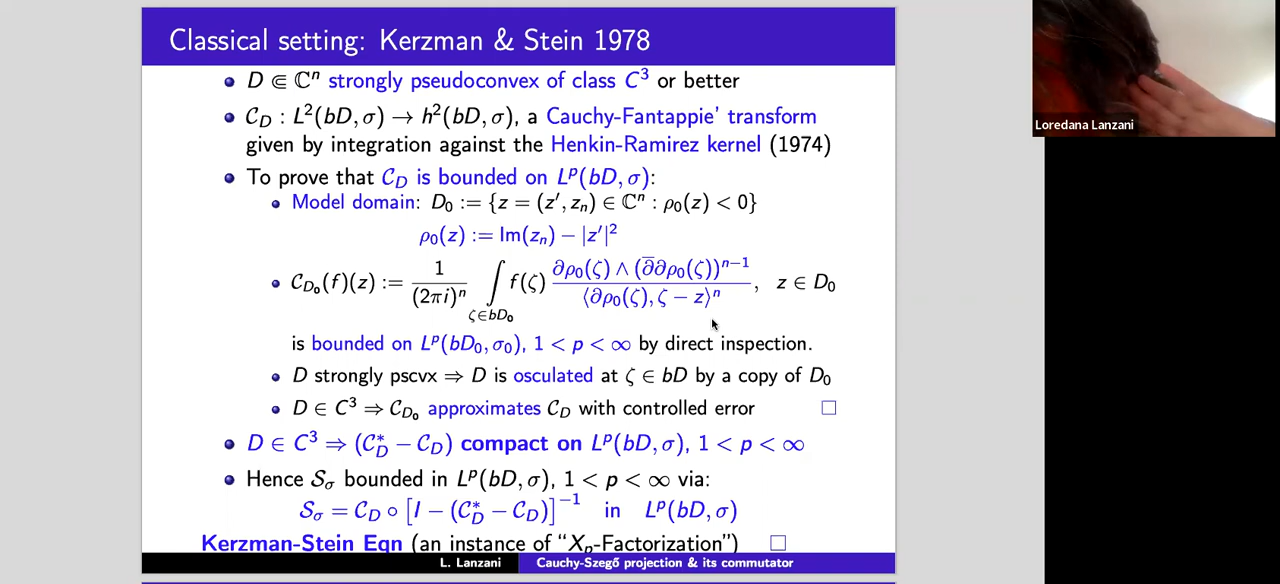 Classical setting: Kerzman & Stein 1978
• D ⋐ ℂⁿ strongly pseudoconvex of class C³ or better
• 𝒞_D : L²(bD, σ) → h²(bD, σ), a Cauchy-Fantappie' transform
given by integration against the Henkin-Ramirez kernel (1974)
• To prove that 𝒞_D is bounded on L^p(bD, σ):
• Model domain: D₀ := {z = (z′, z_n) ∈ ℂⁿ : ρ₀(z) < 0}
ρ₀(z) := Im(z_n) − |z′|²
• 𝒞_{D₀}(f)(z) := 1/(2πi)ⁿ ∫_{ζ∈bD₀} f(ζ) ∂ρ₀(ζ) ∧ (∂̄∂ρ₀(ζ))^{n−1} / ⟨∂ρ₀(ζ), ζ − z⟩ⁿ, z ∈ D₀
is bounded on L^p(bD₀, σ₀), 1 < p < ∞ by direct inspection.
• D strongly pscvx ⇒ D is osculated at ζ ∈ bD by a copy of D₀
• D ∈ C³ ⇒ 𝒞_{D₀} approximates 𝒞_D with controlled error □
• D ∈ C³ ⇒ (𝒞*_D − 𝒞_D) compact on L^p(bD, σ), 1 < p < ∞
• Hence 𝒮_σ bounded in L^p(bD, σ), 1 < p < ∞ via:
𝒮_σ = 𝒞_D ∘ [I − (𝒞*_D − 𝒞_D)]^{−1} in L^p(bD, σ)
Kerzman-Stein Eqn (an instance of “X_p-Factorization”) □
L. Lanzani Cauchy-Szegő projection & its commutator
Loredana Lanzani